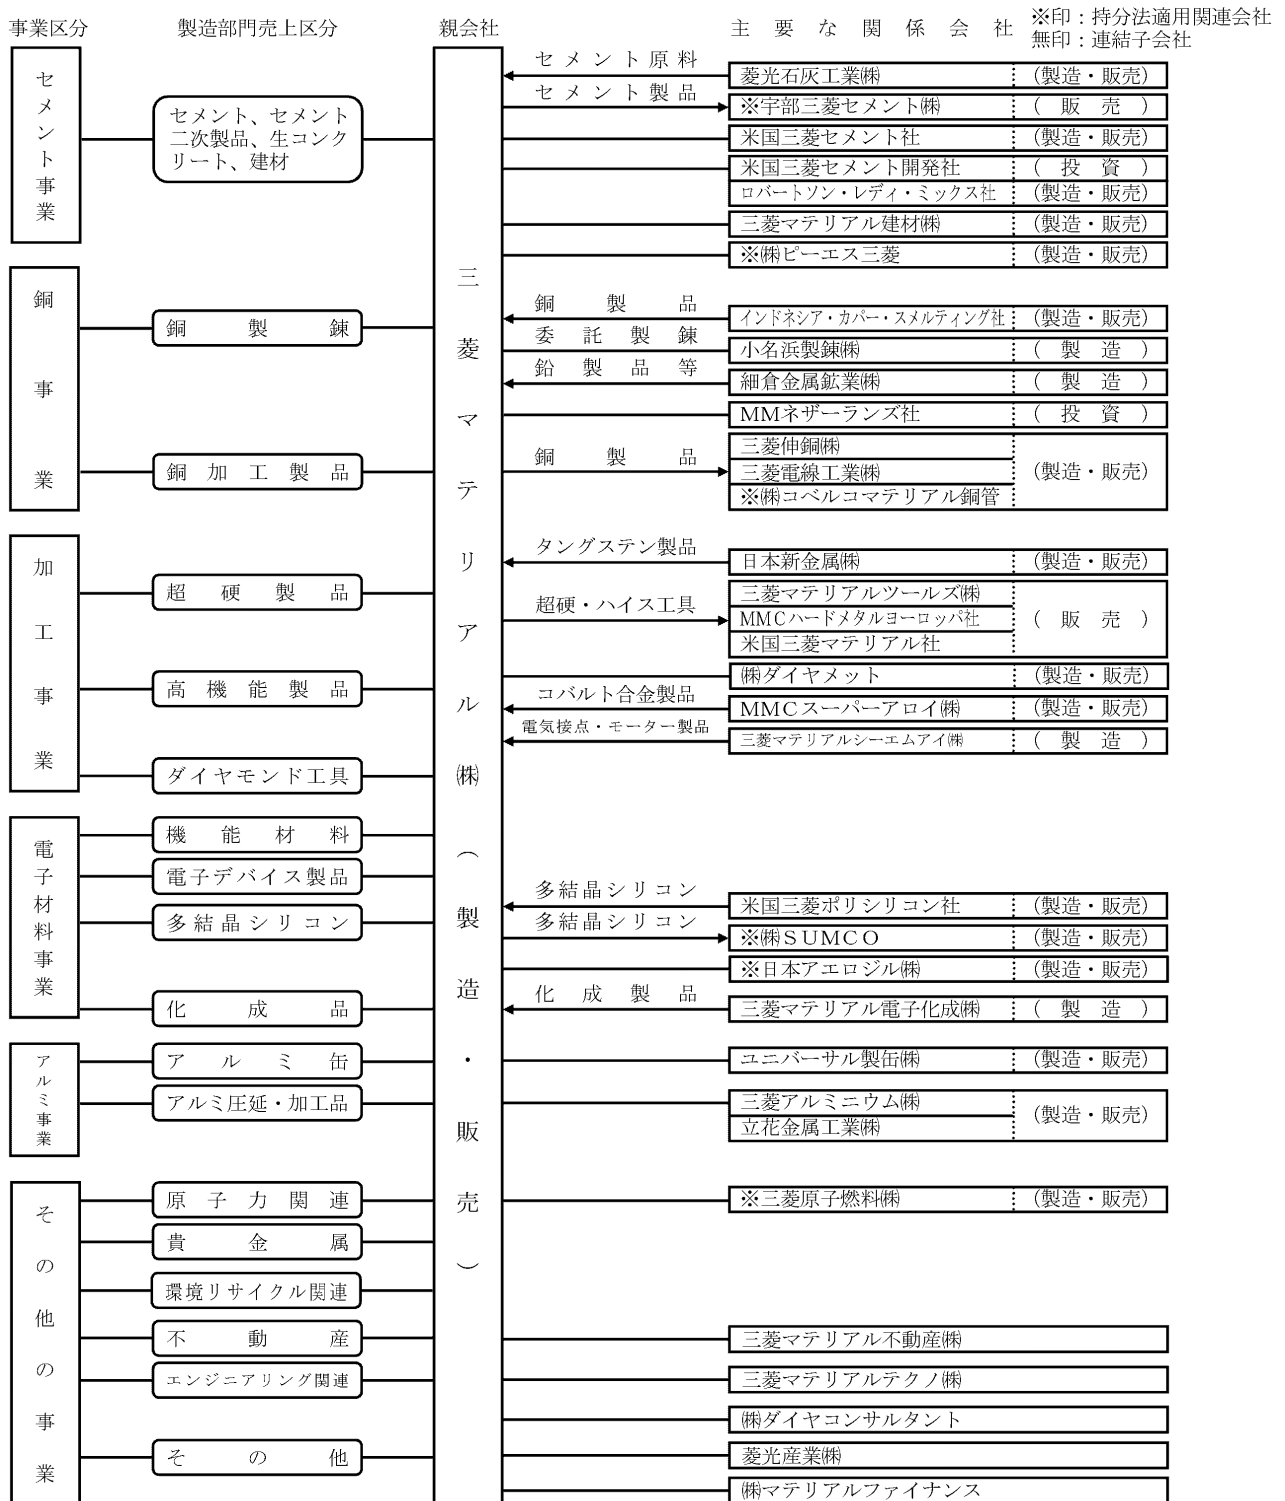 事業区分
製造部門売上区分
親会社
主要な関係会社
※印：持分法適用関連会社
無印：連結子会社
セメント事業
セメント、セメント
二次製品、生コンク
リート、建材
三菱マテリアル㈱（製造・販売）
セメント原料
菱光石灰工業㈱
（製造・販売）
セメント製品
※宇部三菱セメント㈱
（販売）
米国三菱セメント社
（製造・販売）
米国三菱セメント開発社
（投資）
ロバートソン・レディ・ミックス社
（製造・販売）
三菱マテリアル建材㈱
（製造・販売）
※㈱ピーエス三菱
（製造・販売）
銅事業
銅製錬
銅加工製品
銅製品
インドネシア・カパー・スメルティング社
（製造・販売）
委託製錬
小名浜製錬㈱
（製造）
鉛製品等
細倉金属鉱業㈱
（製造）
MMネザーランズ社
（投資）
銅製品
三菱伸銅㈱
三菱電線工業㈱
※㈱コベルコマテリアル銅管
（製造・販売）
加工事業
超硬製品
高機能製品
ダイヤモンド工具
タングステン製品
日本新金属㈱
（製造・販売）
超硬・ハイス工具
三菱マテリアルツールズ㈱
MMCハードメタルヨーロッパ社
米国三菱マテリアル社
（販売）
㈱ダイヤメット
（製造・販売）
コバルト合金製品
MMCスーパーアロイ㈱
（製造・販売）
電気接点・モーター製品
三菱マテリアルシーエムアイ㈱
（製造）
電子材料事業
機能材料
電子デバイス製品
多結晶シリコン
化成品
多結晶シリコン
米国三菱ポリシリコン社
（製造・販売）
多結晶シリコン
※㈱SUMCO
（製造・販売）
※日本アエロジル㈱
（製造・販売）
化成製品
三菱マテリアル電子化成㈱
（製造）
アルミ事業
アルミ缶
アルミ圧延・加工品
ユニバーサル製缶㈱
（製造・販売）
三菱アルミニウム㈱
立花金属工業㈱
（製造・販売）
その他の事業
原子力関連
貴金属
環境リサイクル関連
不動産
エンジニアリング関連
その他
※三菱原子燃料㈱
（製造・販売）
三菱マテリアル不動産㈱
三菱マテリアルテクノ㈱
㈱ダイヤコンサルタント
菱光産業㈱
㈱マテリアルファイナンス